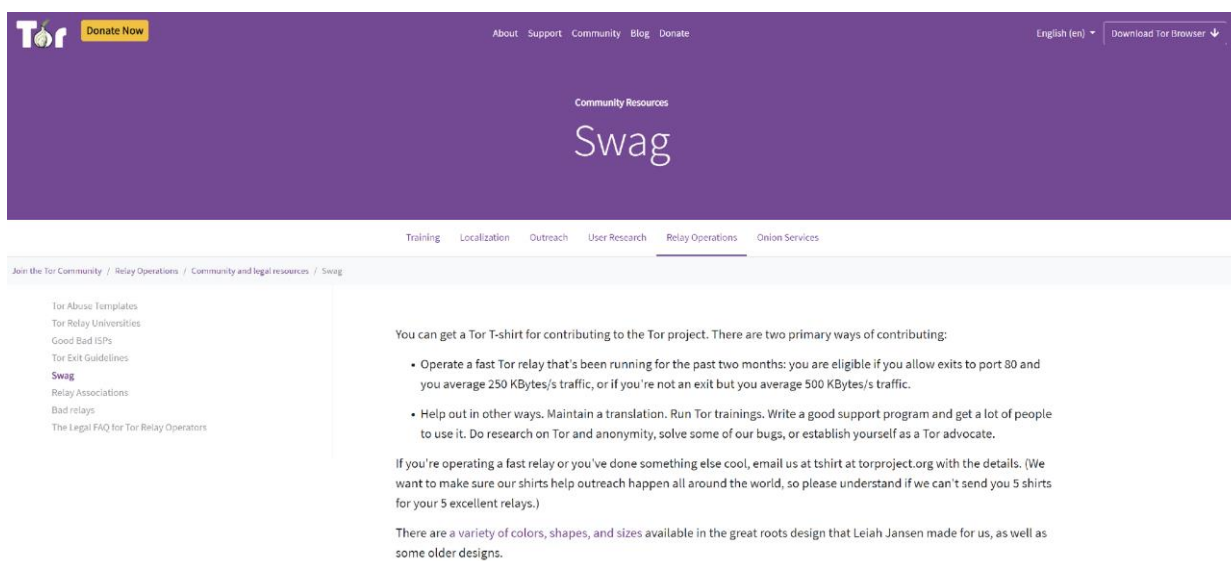 Tor
Donate Now
About Support Community Blog Donate
English (en)
Download Tor Browser
Community Resources
Swag
Training Localization Outreach User Research Relay Operations Onion Services
Join the Tor Community / Relay Operations / Community and legal resources / Swag
Tor Abuse Templates
Tor Relay Universities
Good Bad ISPs
Tor Exit Guidelines
Swag
Relay Associations
Bad relays
The Legal FAQ for Tor Relay Operators
You can get a Tor T-shirt for contributing to the Tor project. There are two primary ways of contributing:
• Operate a fast Tor relay that's been running for the past two months: you are eligible if you allow exits to port 80 and
you average 250 KBytes/s traffic, or if you're not an exit but you average 500 KBytes/s traffic.
• Help out in other ways. Maintain a translation. Run Tor trainings. Write a good support program and get a lot of people
to use it. Do research on Tor and anonymity, solve some of our bugs, or establish yourself as a Tor advocate.
If you're operating a fast relay or you've done something else cool, email us at tshirt at torproject.org with the details. (We
want to make sure our shirts help outreach happen all around the world, so please understand if we can't send you 5 shirts
for your 5 excellent relays.)
There are a variety of colors, shapes, and sizes available in the great roots design that Leiah Jansen made for us, as well as
some older designs.